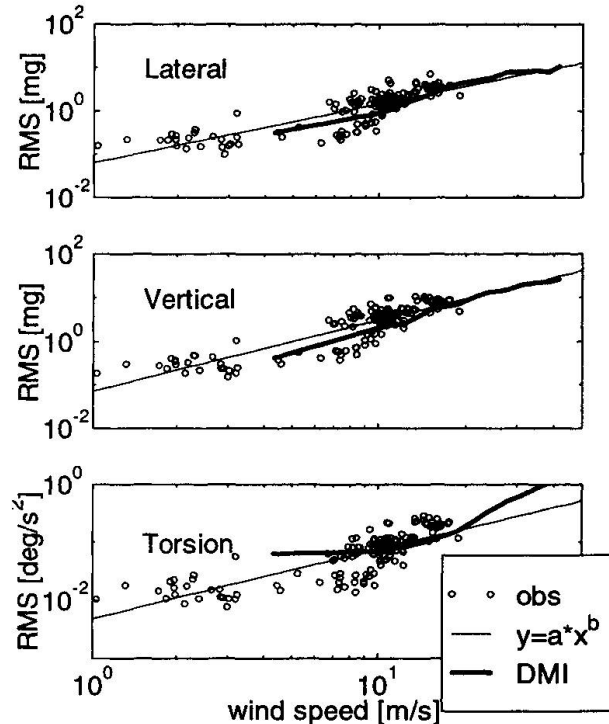 10²
Lateral
10⁰
RMS [mg]
10⁻²
10²
Vertical
10⁰
RMS [mg]
10⁻²
10⁰
Torsion
RMS [deg/s²]
10⁻²
obs
y=a*xᵇ
DMI
10⁰ 10¹
wind speed [m/s]